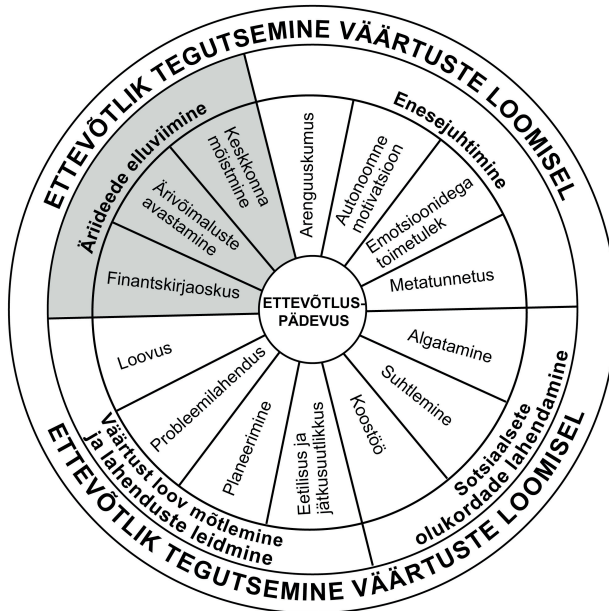 ETTEVÕTLIK TEGUTSEMINE VÄÄRTUSTE LOOMISEL
Äriideede elluviimine
Keskkonna
mõistmine
Ärivõimaluste
avastamine
Finantskirjaoskus
Enesejuhtimine
Arenguuskumus
Autonoomne
motivatsioon
Emotsioonidega
toimetulek
Metatunnetus
ETTEVÕTLUS-
PÄDEVUS
Sotsiaalsete
olukordade lahendamine
Algatamine
Suhtlemine
Koostöö
Väärtust loov mõtlemine
ja lahenduste leidmine
Loovus
Probleemilahendus
Planeerimine
Eetilisus ja
jätkusuutlikkus
ETTEVÕTLIK TEGUTSEMINE VÄÄRTUSTE LOOMISEL